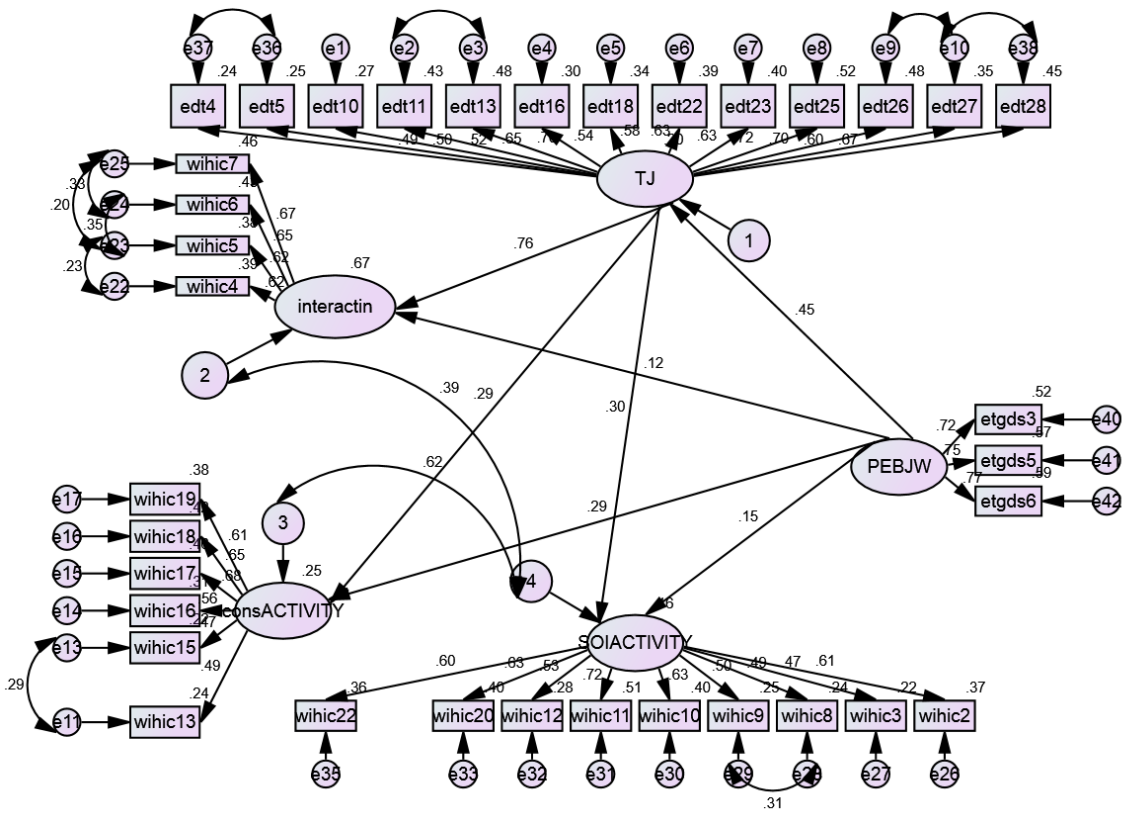 e37 e36 e1 e2 e3 e4 e5 e6 e7 e8 e9 e10 e38
.24 .25 .27 .43 .48 .30 .34 .39 .40 .52 .48 .35 .45
edt4 edt5 edt10 edt11 edt13 edt16 edt18 edt22 edt23 edt25 edt26 edt27 edt28
.49 .50 .52 .65 .54 .58 .63 .63 .72 .70 .60 .67
.46
e25 wihic7
TJ
.33
e24 wihic6
.20 .67
.35 .65 .76 1
e23 wihic5
.62
.23 .39 .67
e22 wihic4 .62
interactin
.45
2
.12
.39 .29
.30
.52
.72 etgds3 e40
.57
.75 etgds5 e41
PEBJW
.59
.77
etgds6 e42
.62
.38
e17 wihic19
.29
3 .15
.61
e16 wihic18
.65
e15 wihic17 .68 .25
4
.56
e14 wihic16 consACTIVITY
.47
e13 wihic15 SOIACTIVITY
.49
.29
.24
.60 .63 .53 .72 .63 .50 .49 .47 .61
.36 .40 .28 .51 .40 .25 .24 .22 .37
e11 wihic13
wihic22 wihic20 wihic12 wihic11 wihic10 wihic9 wihic8 wihic3 wihic2
e35 e33 e32 e31 e30 e29 e28 e27 e26
.31